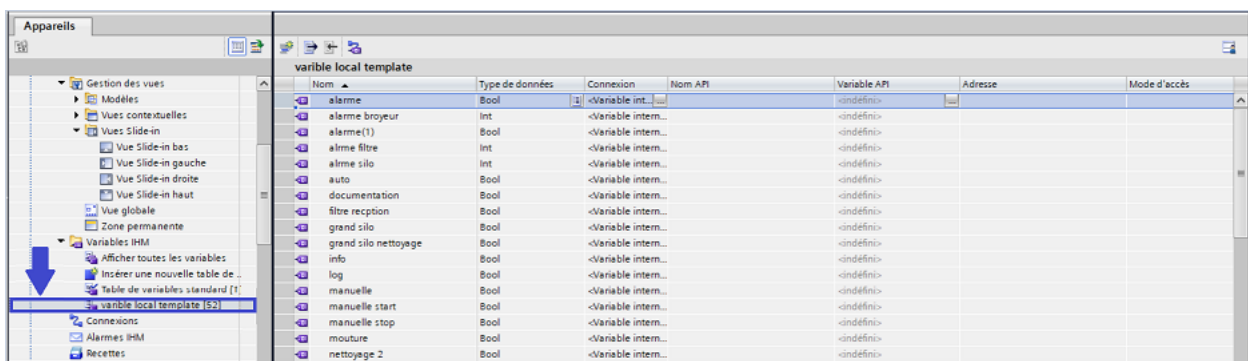 Appareils
varible local template
Gestion des vues
Modèles
Vues contextuelles
Vues Slide-in
Vue Slide-in bas
Vue Slide-in gauche
Vue Slide-in droite
Vue Slide-in haut
Vue globale
Zone permanente
Variables IHM
Afficher toutes les variables
Insérer une nouvelle table de ..
Table de variables standard [1]
varible local template [52]
Connexions
Alarmes IHM
Recettes
Nom Type de données Connexion Nom API Variable API Adresse Mode d'accès
alarme Bool <Variable int... <indéfini>
alarme broyeur Int <Variable intern... <indéfini>
alarme(1) Bool <Variable intern... <indéfini>
alrme filtre Int <Variable intern... <indéfini>
alrme silo Int <Variable intern... <indéfini>
auto Bool <Variable intern... <indéfini>
documentation Bool <Variable intern... <indéfini>
filtre recption Bool <Variable intern... <indéfini>
grand silo Bool <Variable intern... <indéfini>
grand silo nettoyage Bool <Variable intern... <indéfini>
info Bool <Variable intern... <indéfini>
log Bool <Variable intern... <indéfini>
manuelle Bool <Variable intern... <indéfini>
manuelle start Bool <Variable intern... <indéfini>
manuelle stop Bool <Variable intern... <indéfini>
mouture Bool <Variable intern... <indéfini>
nettoyage 2 Bool <Variable intern... <indéfini>